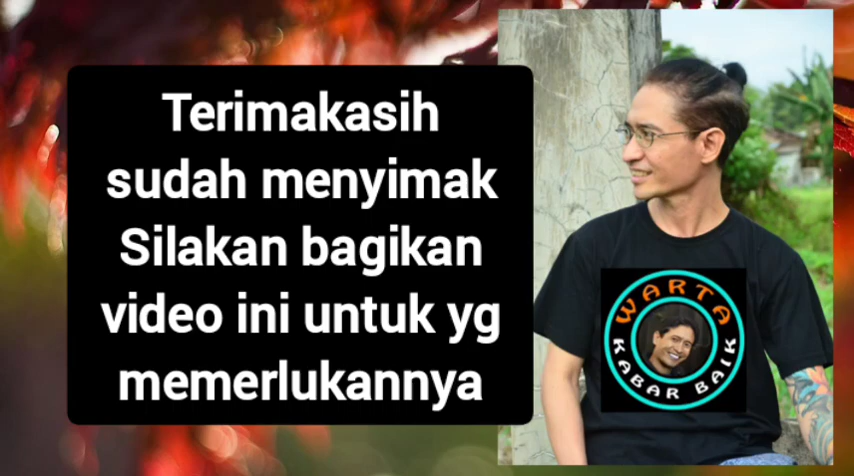 Terimakasih
sudah menyimak
Silakan bagikan
video ini untuk yg
memerlukannya
WARTA
KABAR BAIK